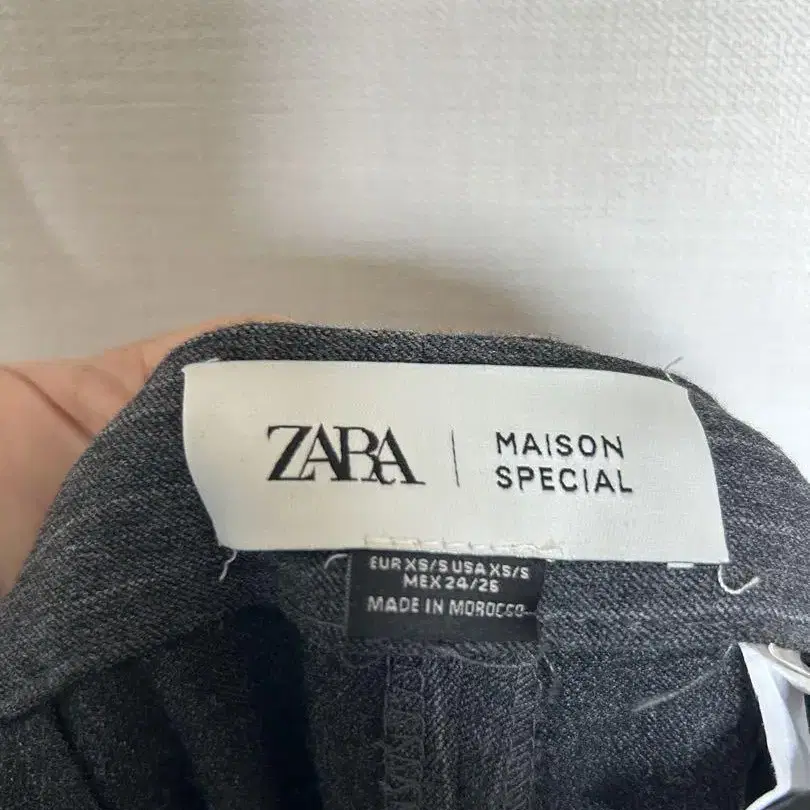 ZARA | MAISON
SPECIAL
EUR XS/S USA XS/S
MEX 24/26
MADE IN MOROCCO